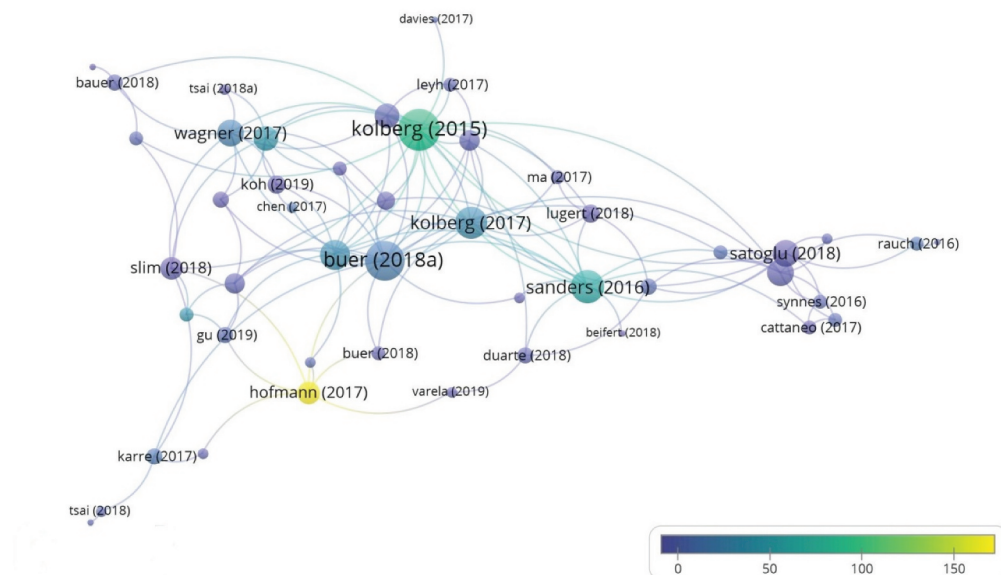 davies (2017)
bauer (2018)
leyh (2017)
tsai (2018a)
wagner (2017)
kolberg (2015)
koh (2019)
ma (2017)
chen (2017)
lugert (2018)
kolberg (2017)
slim (2018)
buer (2018a)
satoglu (2018)
rauch (2016)
sanders (2016)
synnes (2016)
cattaneo (2017)
gu (2019)
beifert (2018)
buer (2018)
duarte (2018)
hofmann (2017)
varela (2019)
karre (2017)
tsai (2018)
0 50 100 150